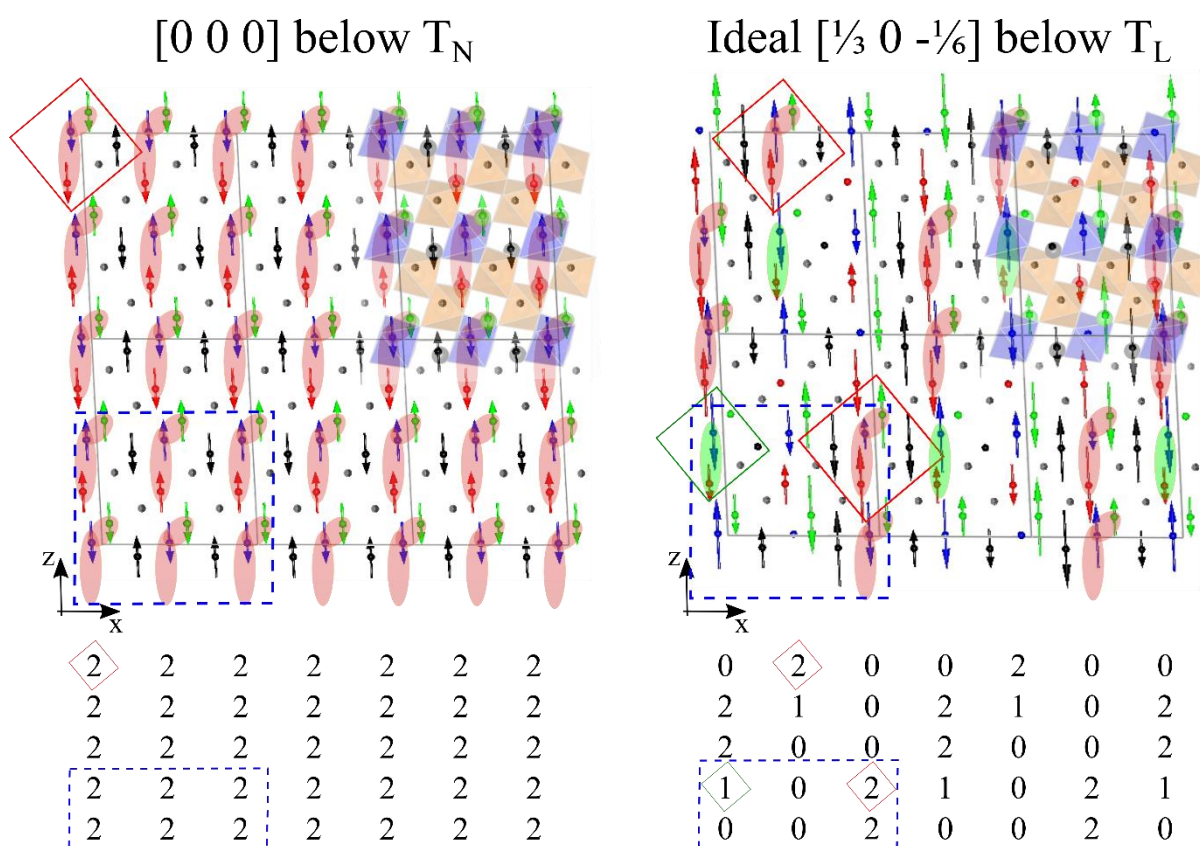 [0 0 0] below T_N
Ideal [⅓ 0 -⅙] below T_L
z
x
z
x
2 2 2 2 2 2 2
2 2 2 2 2 2 2
2 2 2 2 2 2 2
2 2 2 2 2 2 2
2 2 2 2 2 2 2
0 2 0 0 2 0 0
2 1 0 2 1 0 2
2 0 0 2 0 0 2
1 0 2 1 0 2 1
0 0 2 0 0 2 0